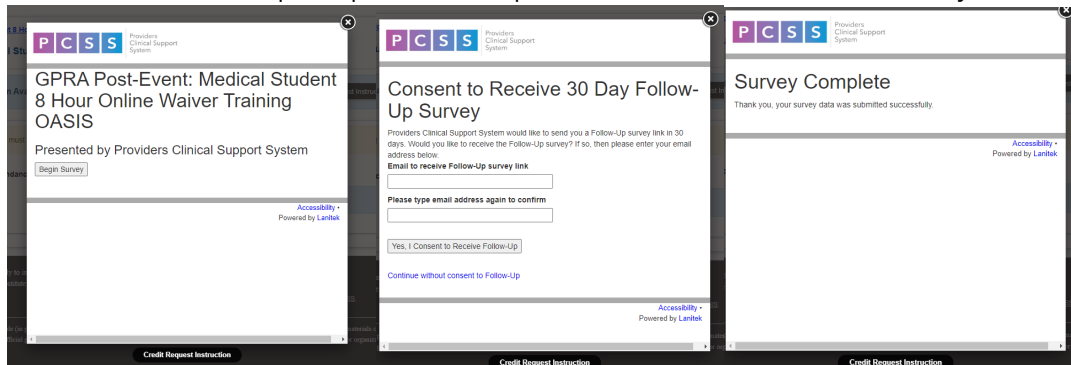 PCSS Providers
Clinical Support
System
GPRA Post-Event: Medical Student
8 Hour Online Waiver Training
OASIS
Presented by Providers Clinical Support System
Begin Survey
Accessibility •
Powered by Lanitek
Credit Request Instruction
PCSS Providers
Clinical Support
System
Consent to Receive 30 Day Follow-
Up Survey
Providers Clinical Support System would like to send you a Follow-Up survey link in 30
days. Would you like to receive the Follow-Up survey? If so, then please enter your email
address below.
Email to receive Follow-Up survey link
Please type email address again to confirm
Yes, I Consent to Receive Follow-Up
Continue without consent to Follow-Up
Accessibility •
Powered by Lanitek
Credit Request Instruction
PCSS Providers
Clinical Support
System
Survey Complete
Thank you, your survey data was submitted successfully.
Accessibility •
Powered by Lanitek
Credit Request Instruction